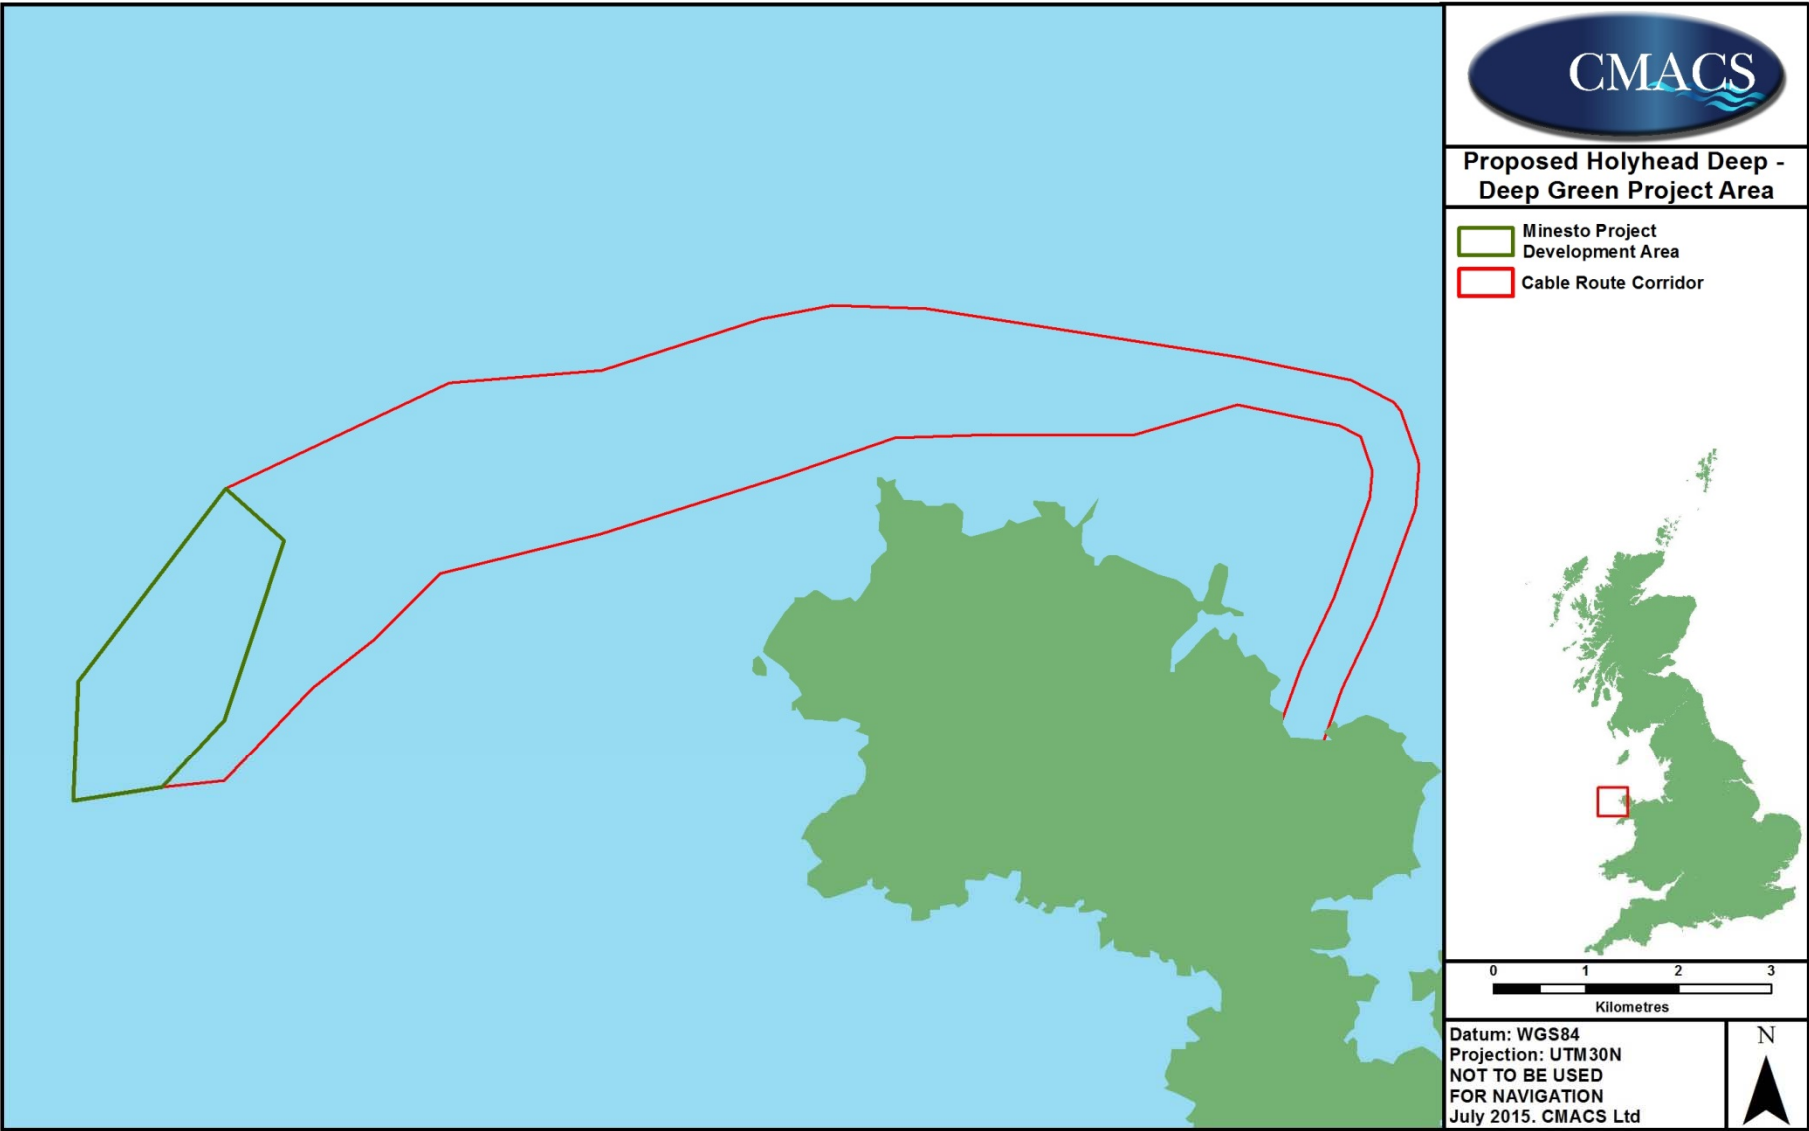 CMACS
Proposed Holyhead Deep -
Deep Green Project Area
Minesto Project
Development Area
Cable Route Corridor
0 1 2 3
Kilometres
Datum: WGS84
Projection: UTM30N
NOT TO BE USED
FOR NAVIGATION
July 2015. CMACS Ltd
N